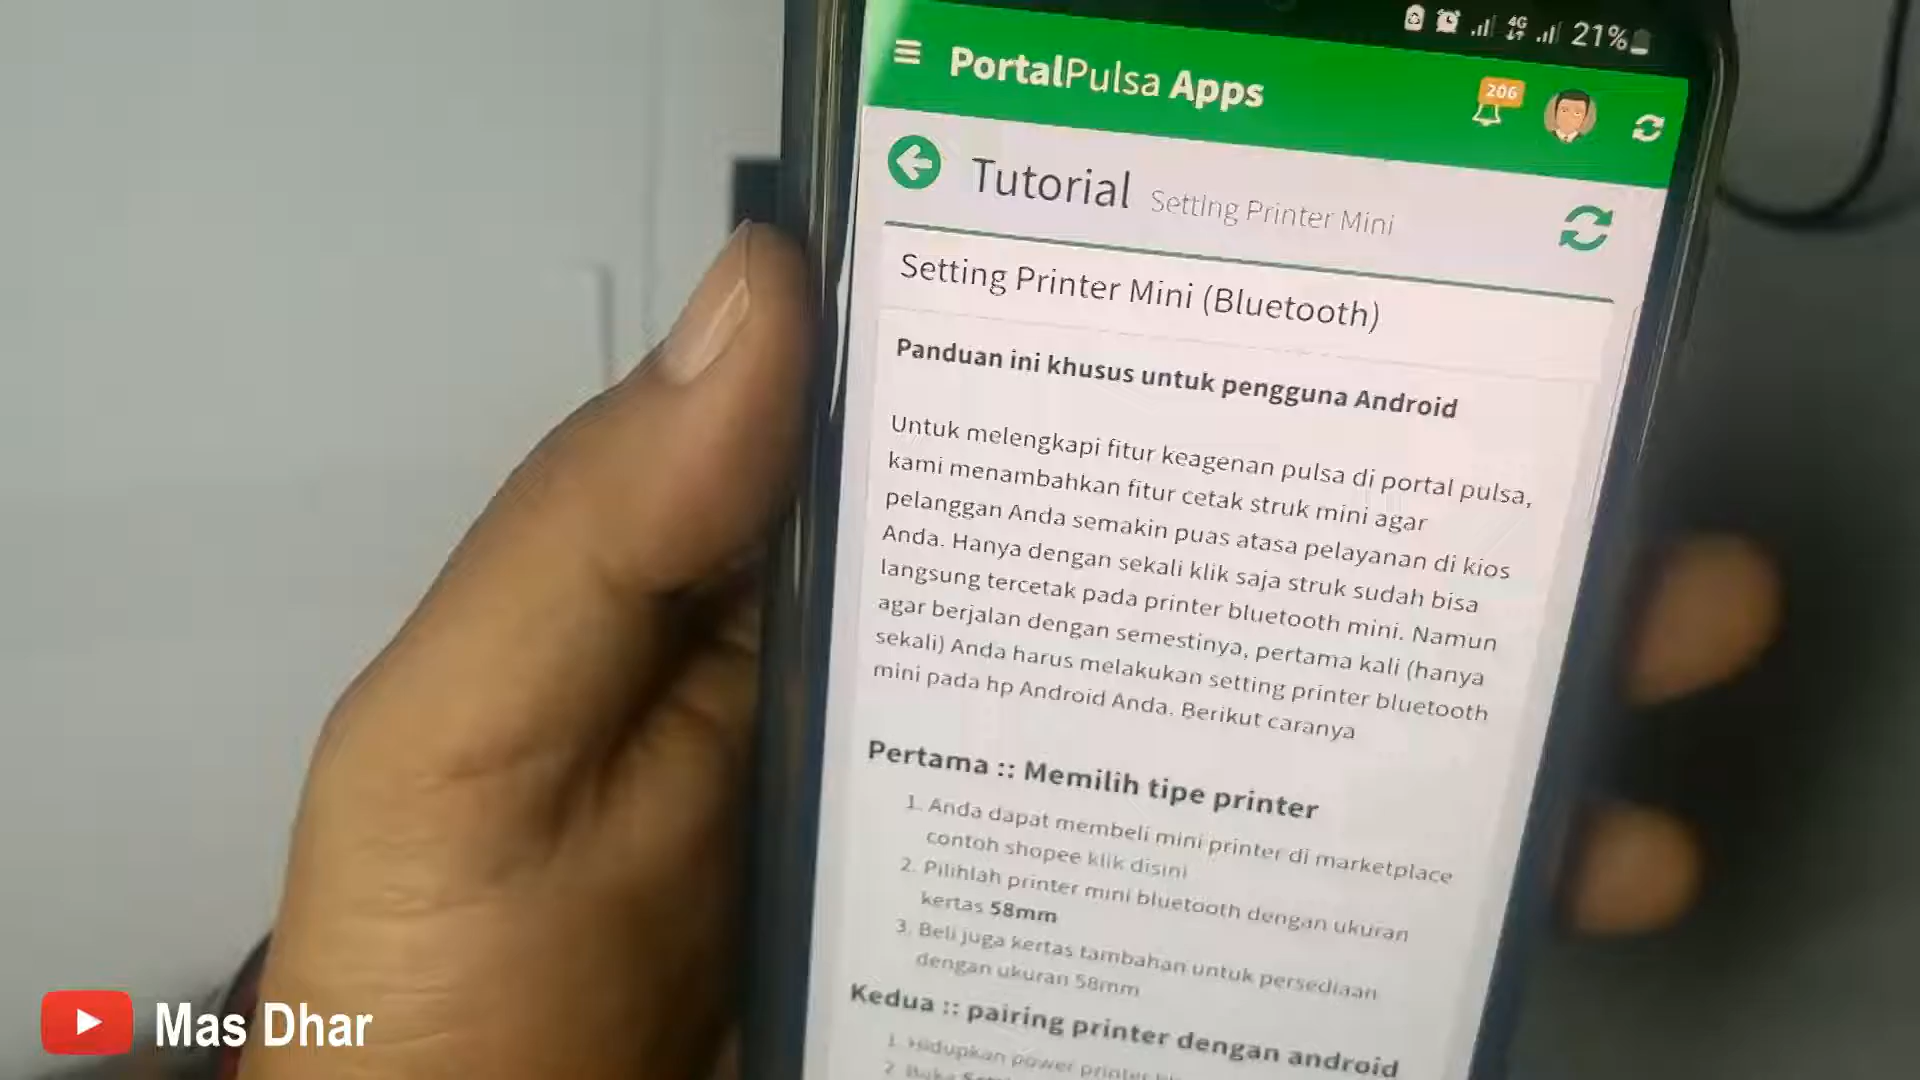 4G 21%
PortalPulsa Apps
206
Tutorial Setting Printer Mini
Setting Printer Mini (Bluetooth)
Panduan ini khusus untuk pengguna Android
Untuk melengkapi fitur keagenan pulsa di portal pulsa,
kami menambahkan fitur cetak struk mini agar
pelanggan Anda semakin puas atasa pelayanan di kios
Anda. Hanya dengan sekali klik saja struk sudah bisa
langsung tercetak pada printer bluetooth mini. Namun
agar berjalan dengan semestinya, pertama kali (hanya
sekali) Anda harus melakukan setting printer bluetooth
mini pada hp Android Anda. Berikut caranya
Pertama :: Memilih tipe printer
1. Anda dapat membeli mini printer di marketplace
contoh shopee klik disini
2. Pilihlah printer mini bluetooth dengan ukuran
kertas 58mm
3. Beli juga kertas tambahan untuk persediaan
dengan ukuran 58mm
Kedua :: pairing printer dengan android
1. Hidupkan power printer
2. Buka
Mas Dhar